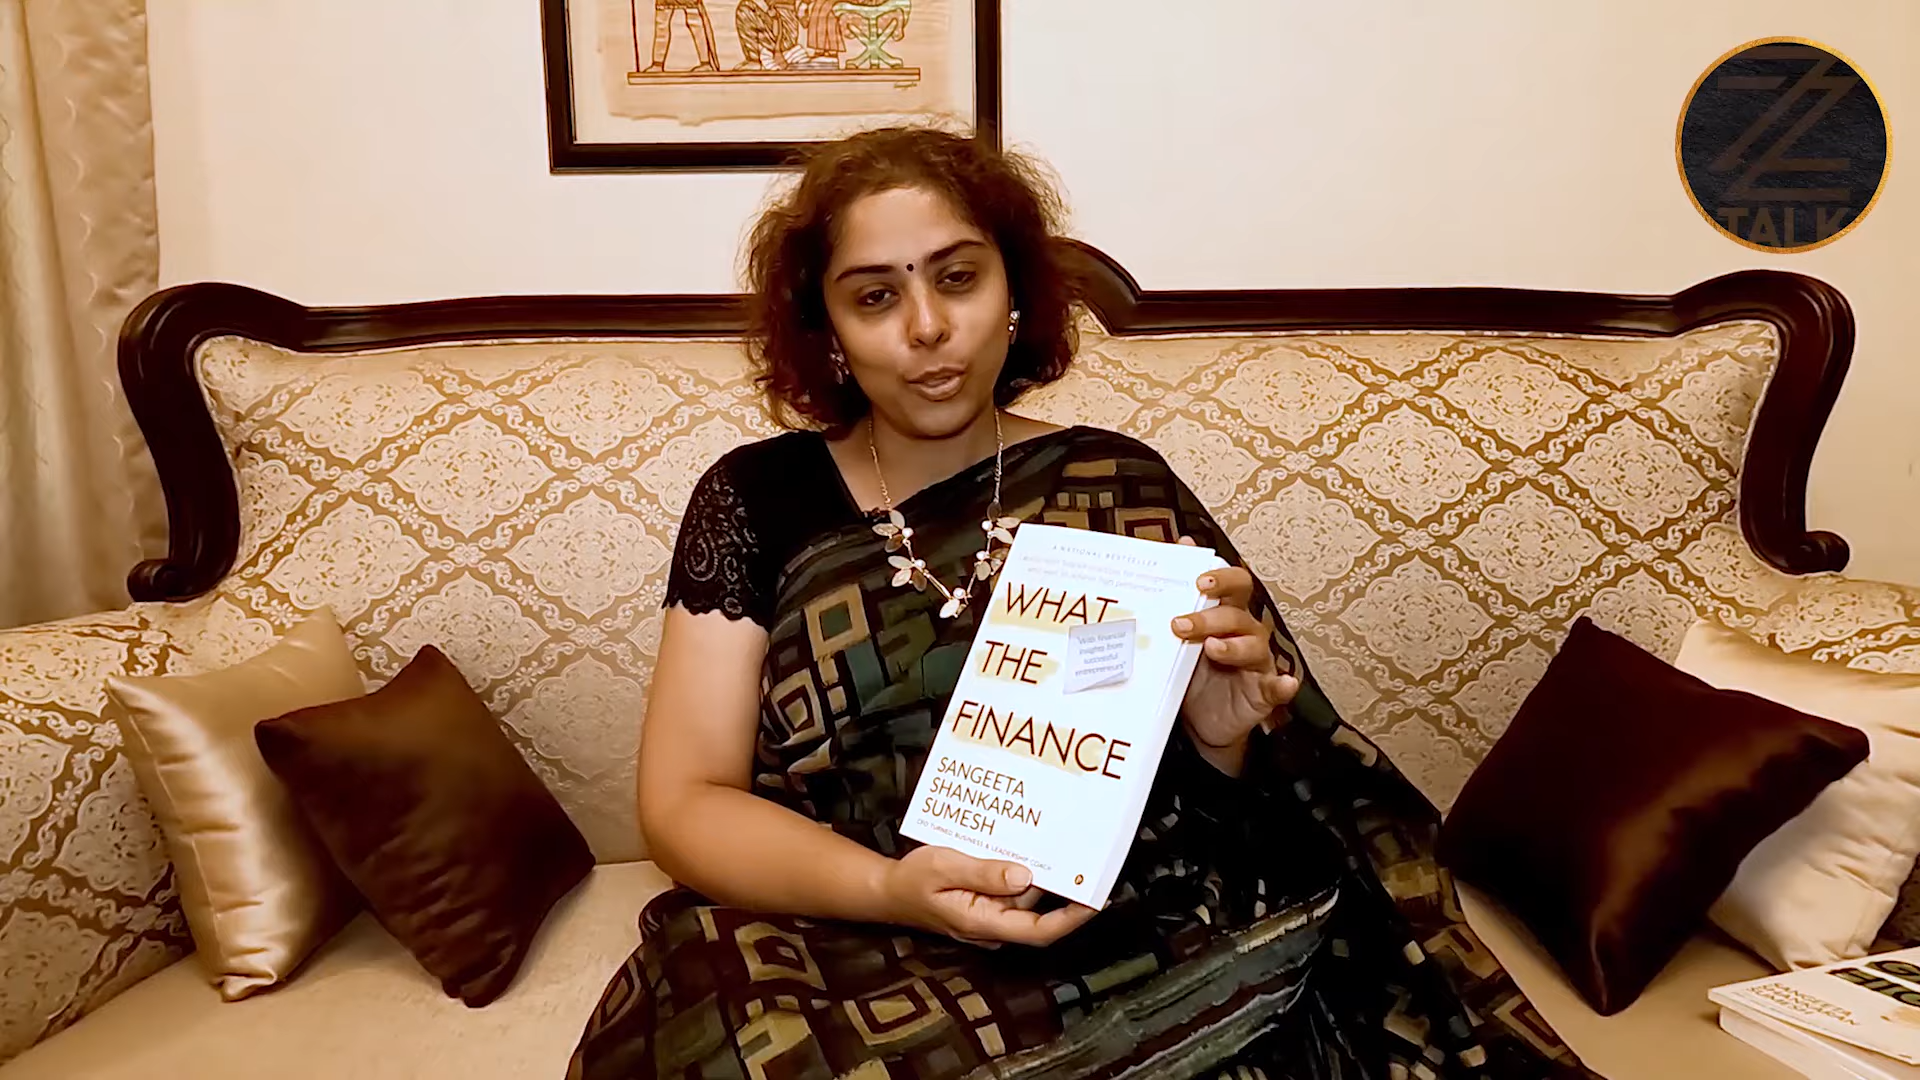 TALK
A NATIONAL BESTSELLER
WHAT
THE
FINANCE
"With financial
insights from
successful
entrepreneurs"
SANGEETA
SHANKARAN
SUMESH
CFO TURNED BUSINESS & LEADERSHIP COACH
SANGEETA
SHANKARAN
SUMESH